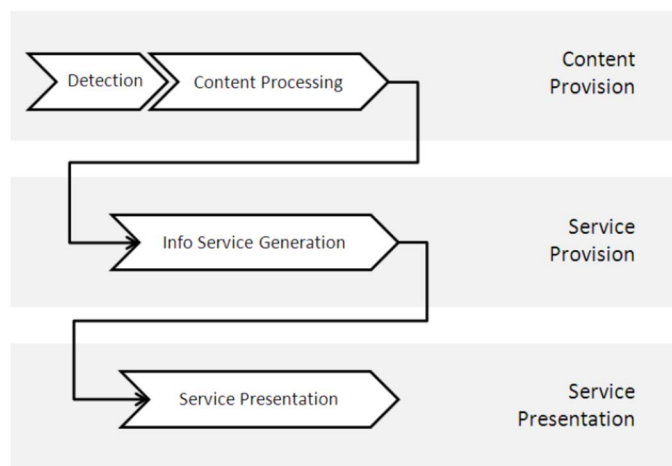 Detection
Content Processing
Content
Provision
Info Service Generation
Service
Provision
Service Presentation
Service
Presentation